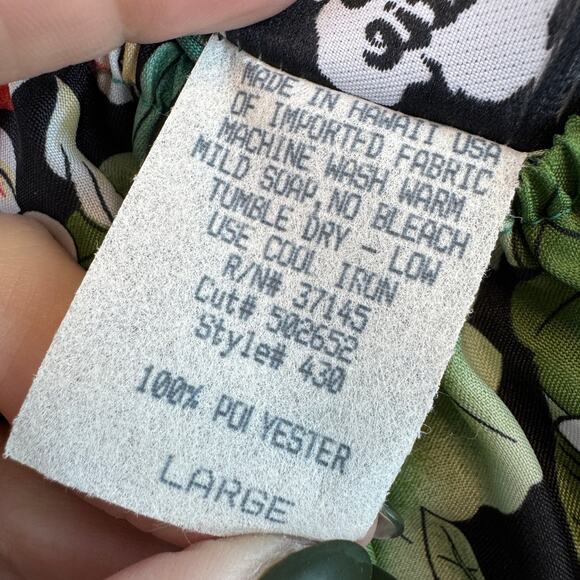 MADE IN HAWAII USA
OF IMPORTED FABRIC
MACHINE WASH WARM
MILD SOAP, NO BLEACH
TUMBLE DRY - LOW
USE COOL IRON
R/N# 37145
Cut# 502652
Style# 430
100% POLYESTER
LARGE